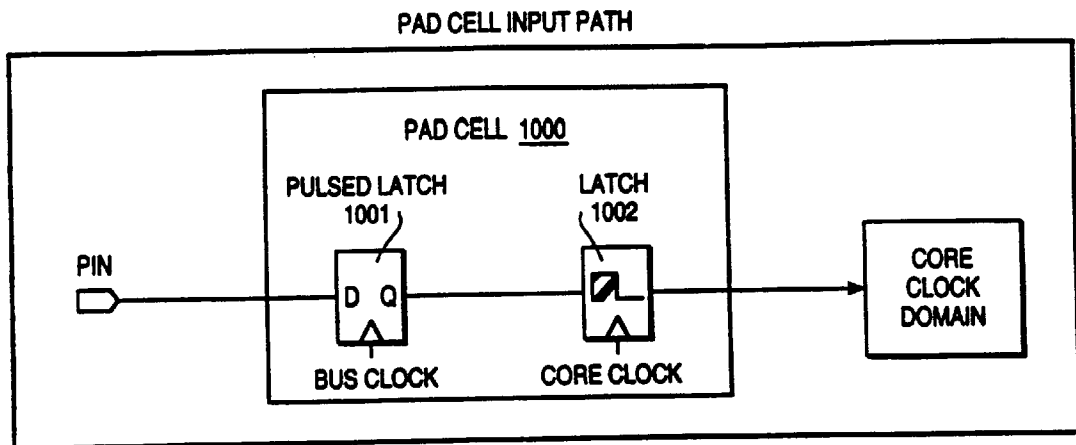 PAD CELL INPUT PATH
PAD CELL 1000
PULSED LATCH
1001
LATCH
1002
PIN
D Q
CORE
CLOCK
DOMAIN
BUS CLOCK
CORE CLOCK